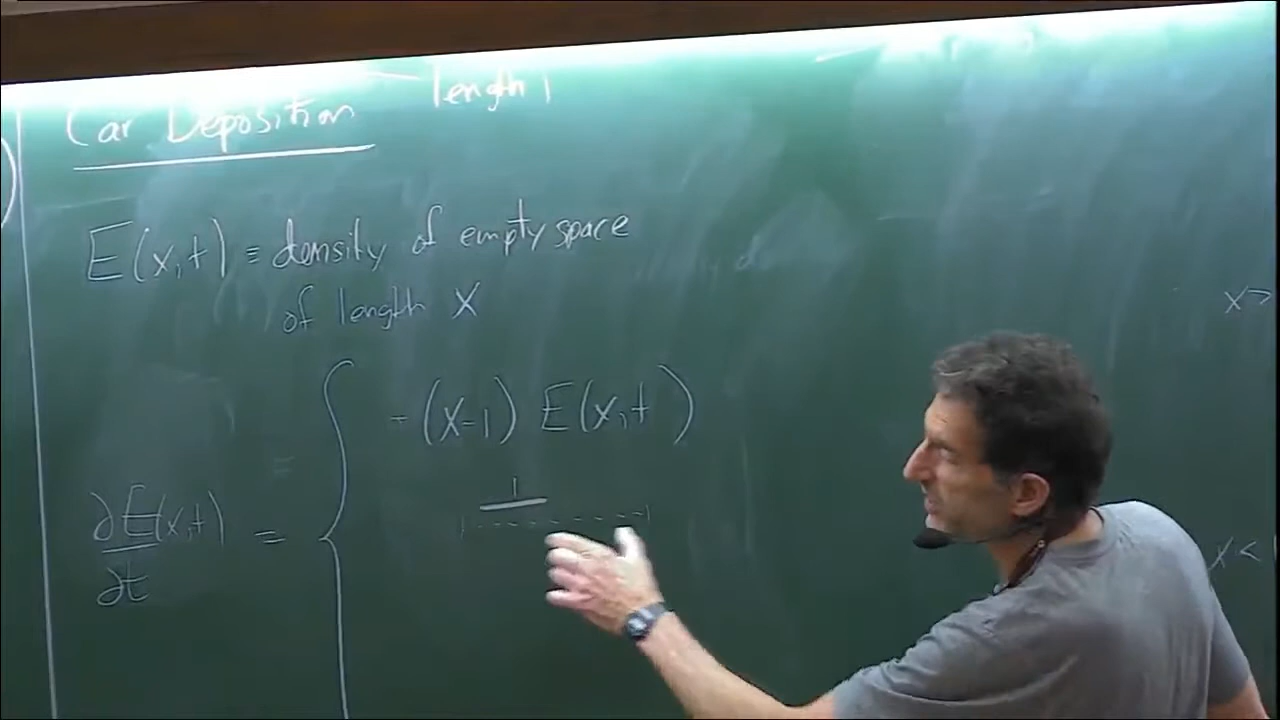 Car Deposition — length 1
E(x,t) ≡ density of empty space
of length x
x>
∂E(x,t)/∂t = { -(x-1) E(x,t)
1
x<